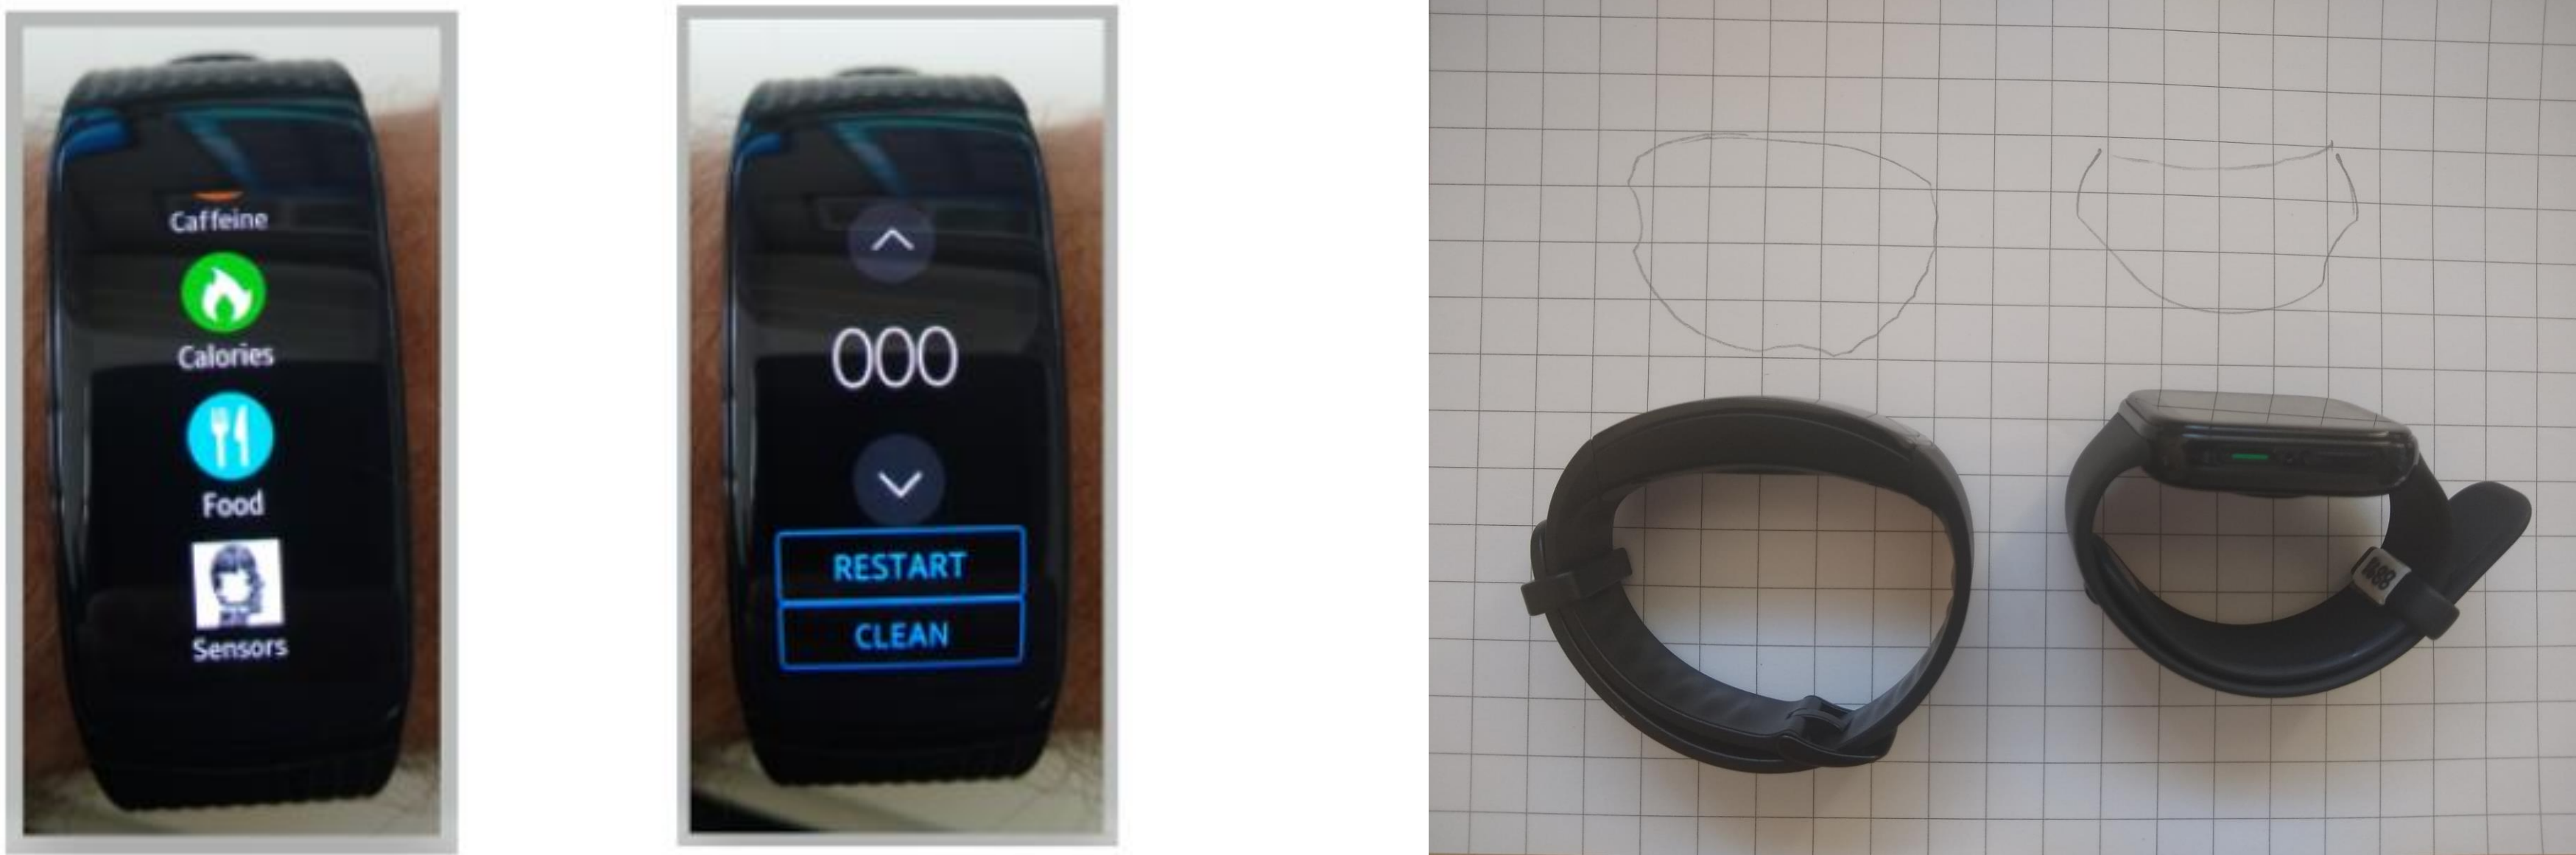 Caffeine
Calories
Food
Sensors
000
RESTART
CLEAN